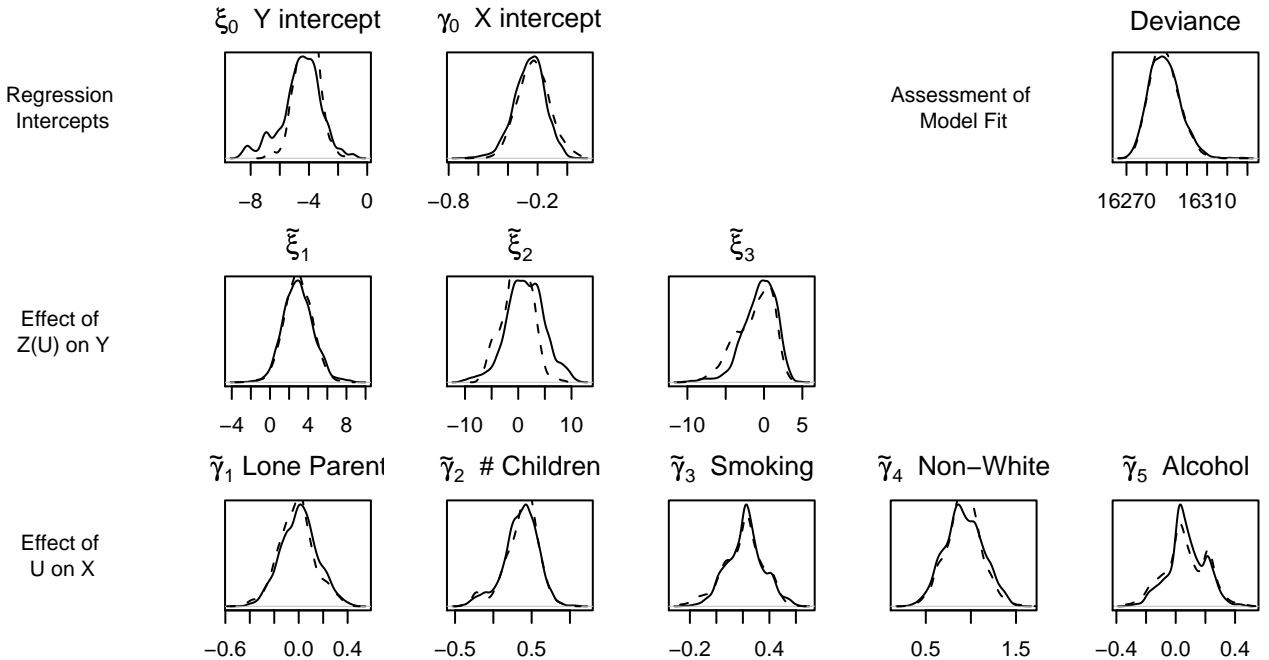 ξ0 Y intercept
γ0 X intercept
Deviance
Regression
Intercepts
Assessment of
Model Fit
−8 −4 0
−0.8 −0.2
16270 16310
ξ̃1
ξ̃2
ξ̃3
Effect of
Z(U) on Y
−4 0 4 8
−10 0 10
−10 0 5
γ̃1 Lone Parent
γ̃2 # Children
γ̃3 Smoking
γ̃4 Non−White
γ̃5 Alcohol
Effect of
U on X
−0.6 0.0 0.4
−0.5 0.5
−0.2 0.4
0.5 1.5
−0.4 0.0 0.4